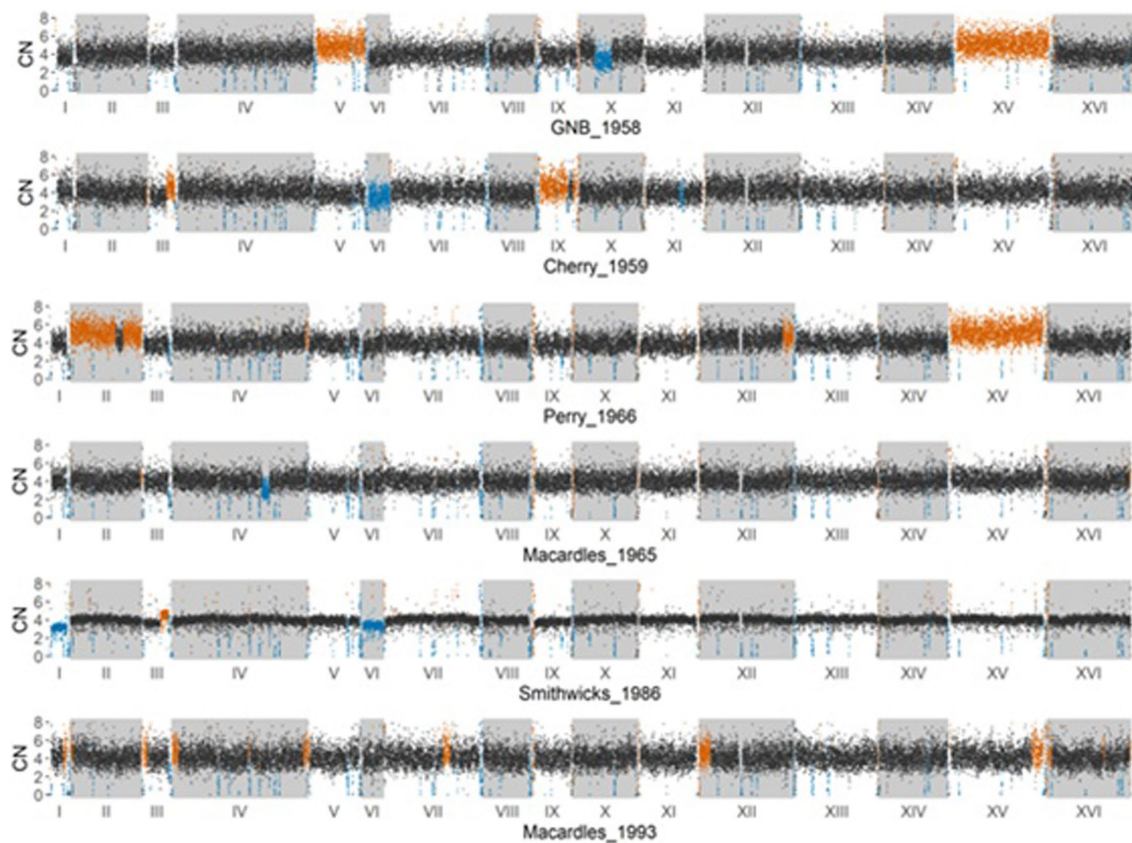 CN 8 6 4 2 0
I II III IV V VI VII VIII IX X XI XII XIII XIV XV XVI
GNB_1958
CN 8 6 4 2 0
I II III IV V VI VII VIII IX X XI XII XIII XIV XV XVI
Cherry_1959
CN 8 6 4 2 0
I II III IV V VI VII VIII IX X XI XII XIII XIV XV XVI
Perry_1966
CN 8 6 4 2 0
I II III IV V VI VII VIII IX X XI XII XIII XIV XV XVI
Macardles_1965
CN 8 6 4 2 0
I II III IV V VI VII VIII IX X XI XII XIII XIV XV XVI
Smithwicks_1986
CN 8 6 4 2 0
I II III IV V VI VII VIII IX X XI XII XIII XIV XV XVI
Macardles_1993